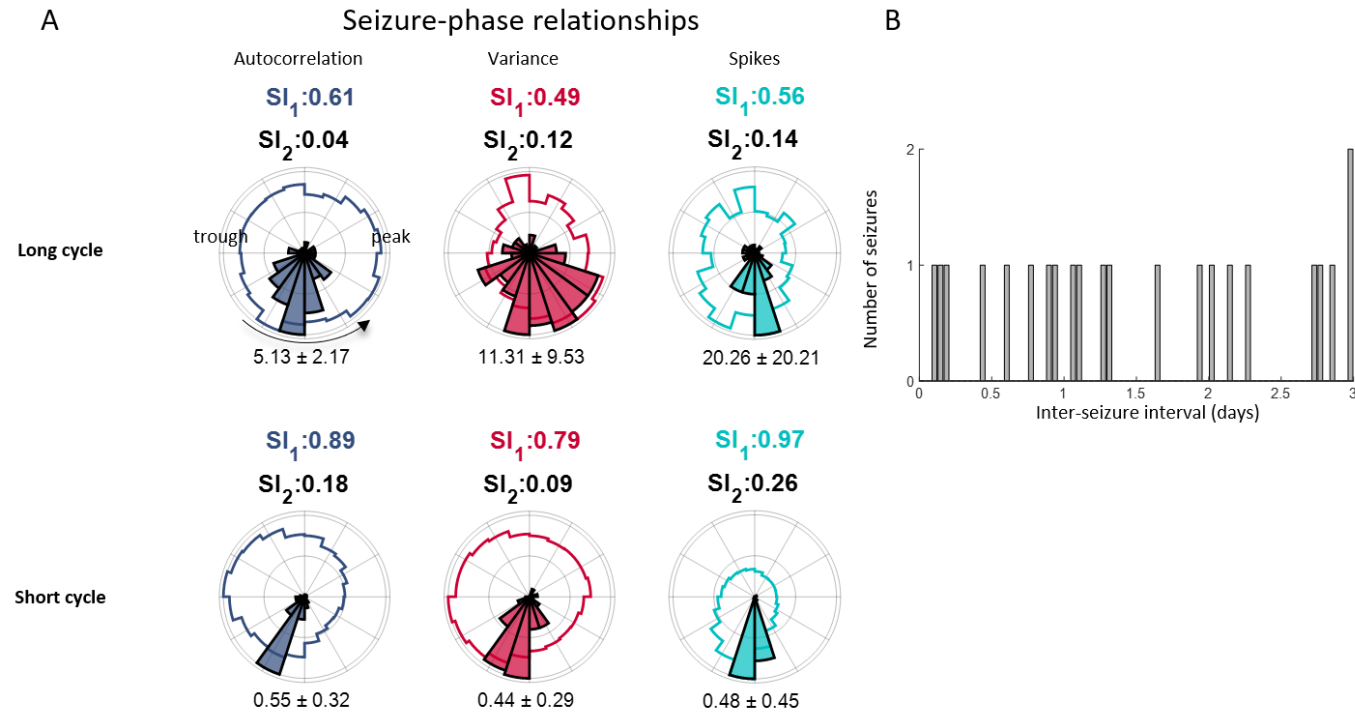 A
Seizure-phase relationships
B
Autocorrelation
Variance
Spikes
SI1:0.61
SI1:0.49
SI1:0.56
SI2:0.04
SI2:0.12
SI2:0.14
Long cycle
trough
peak
5.13 ± 2.17
11.31 ± 9.53
20.26 ± 20.21
Number of seizures
2
1
0
0
0.5
1
1.5
2
2.5
3
Inter-seizure interval (days)
SI1:0.89
SI1:0.79
SI1:0.97
SI2:0.18
SI2:0.09
SI2:0.26
Short cycle
0.55 ± 0.32
0.44 ± 0.29
0.48 ± 0.45